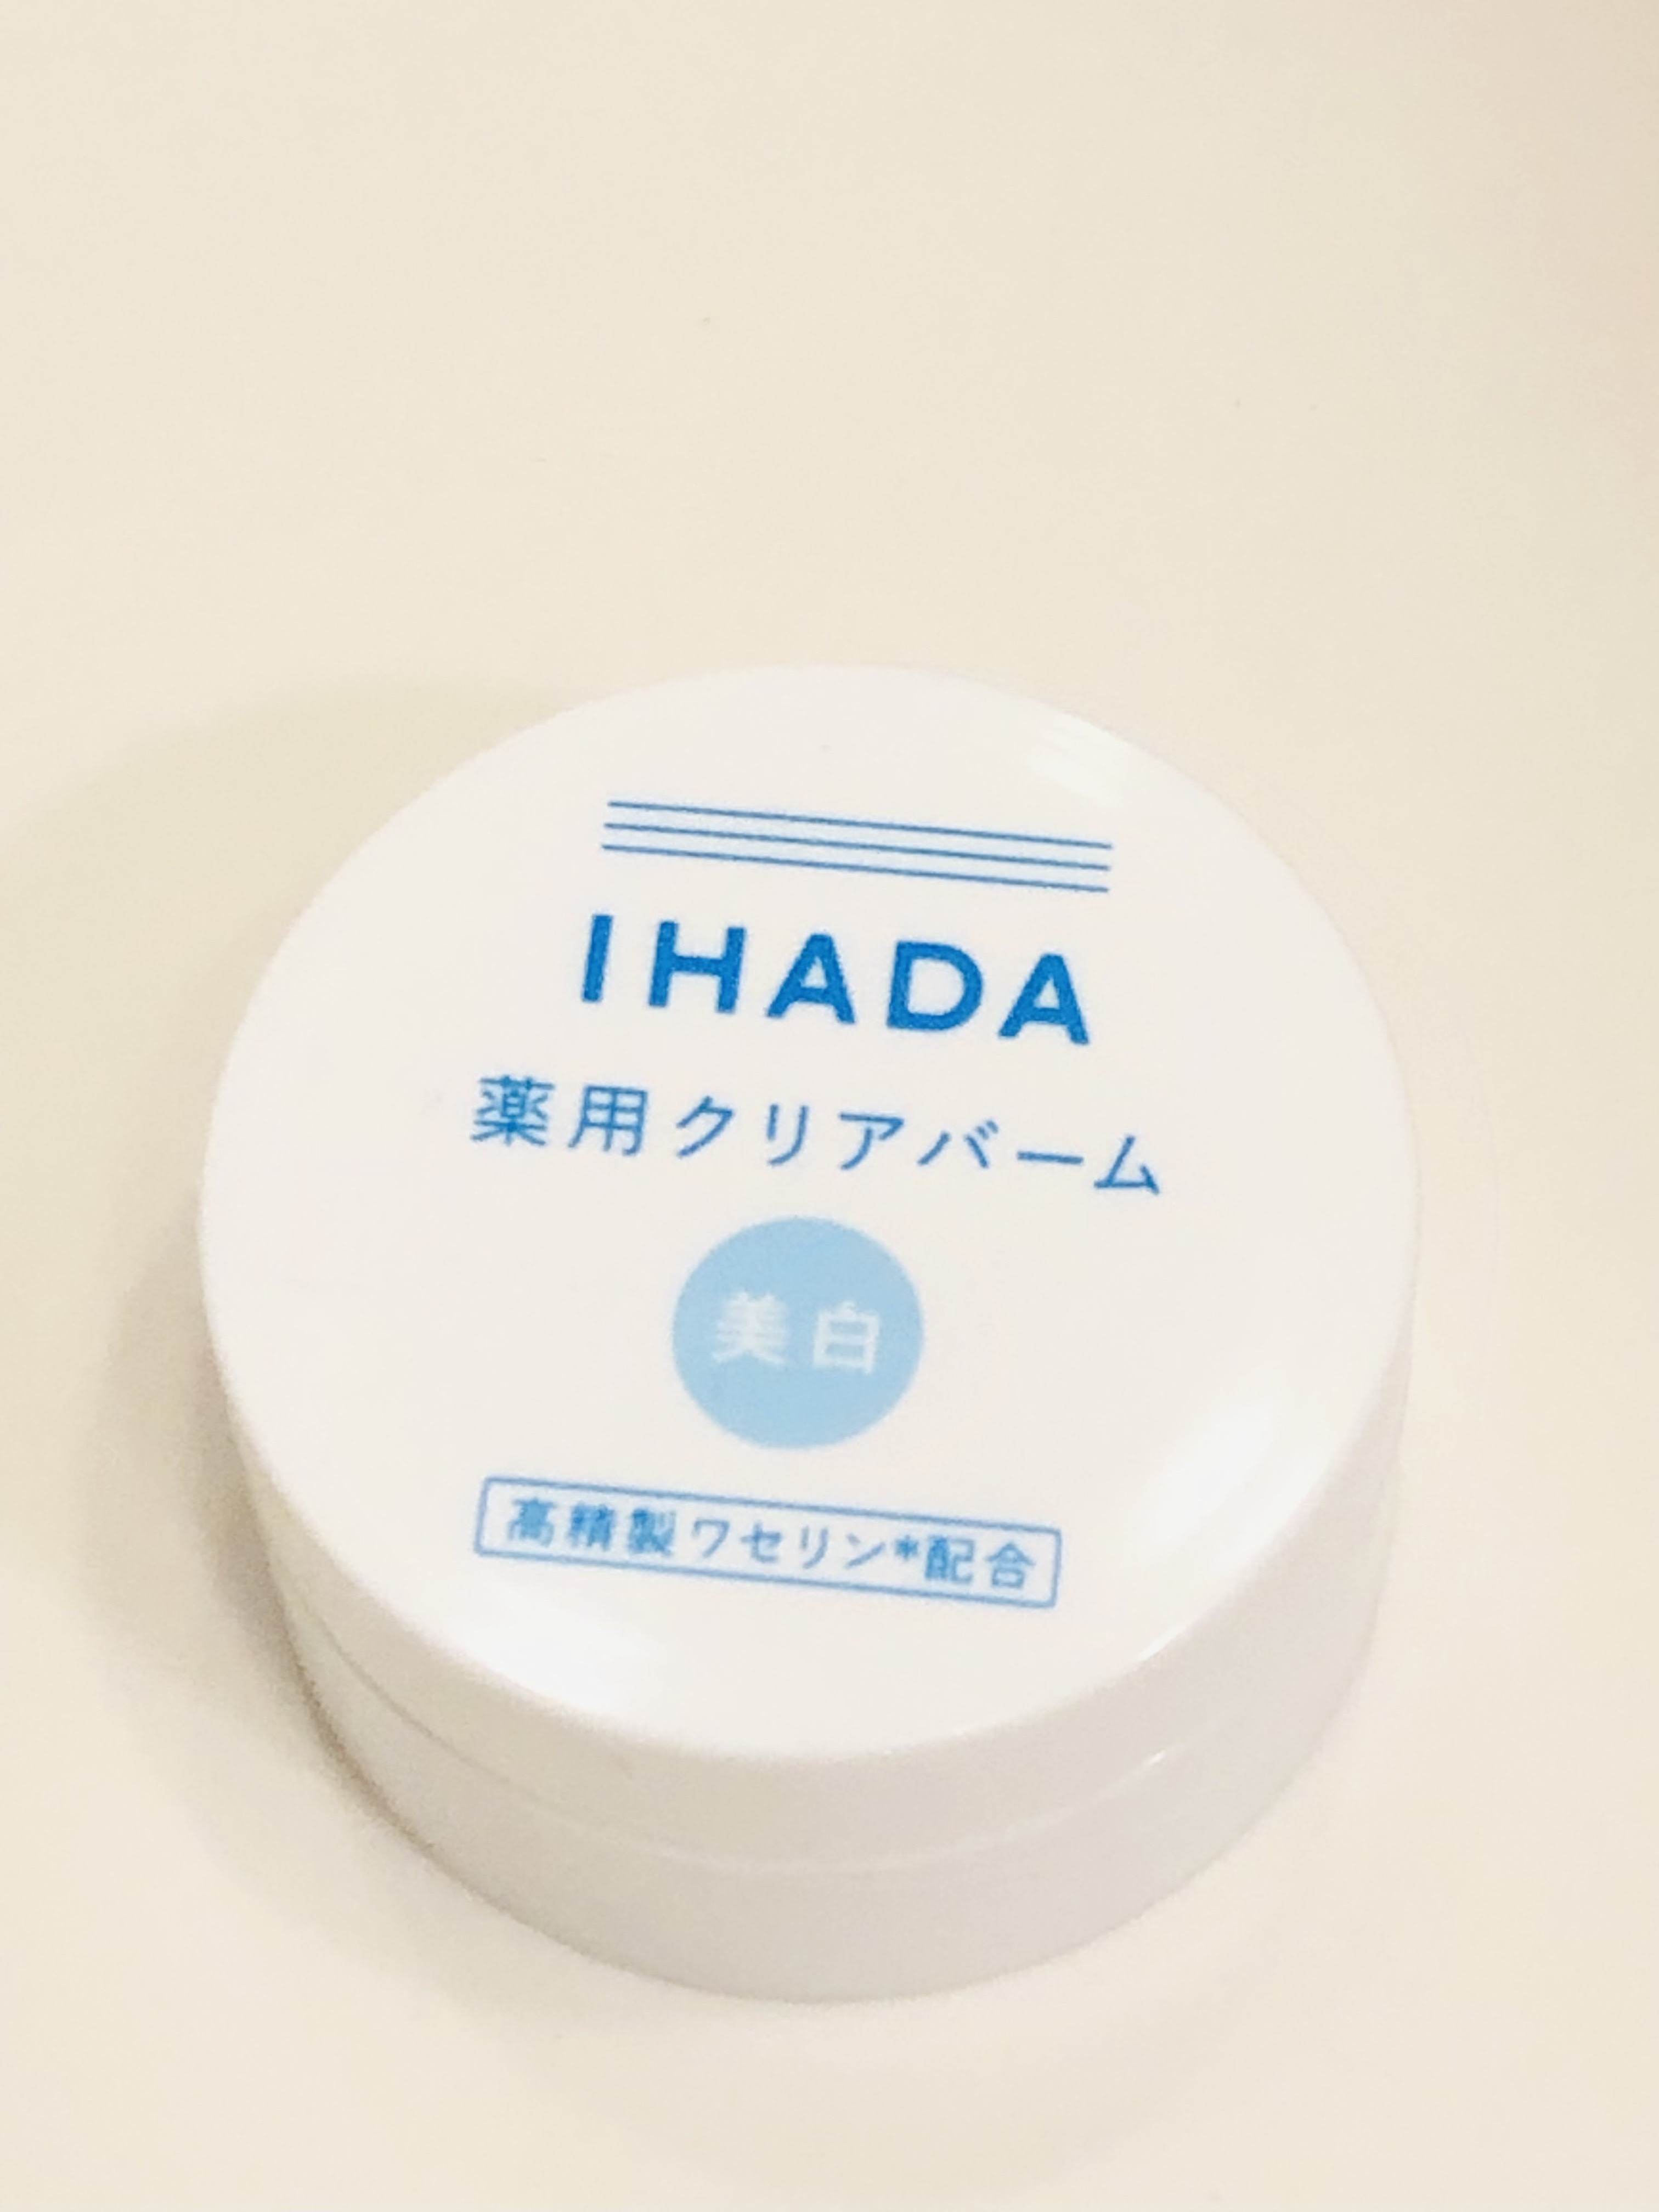 IHADA
薬用クリアバーム
美白
高精製ワセリン*配合